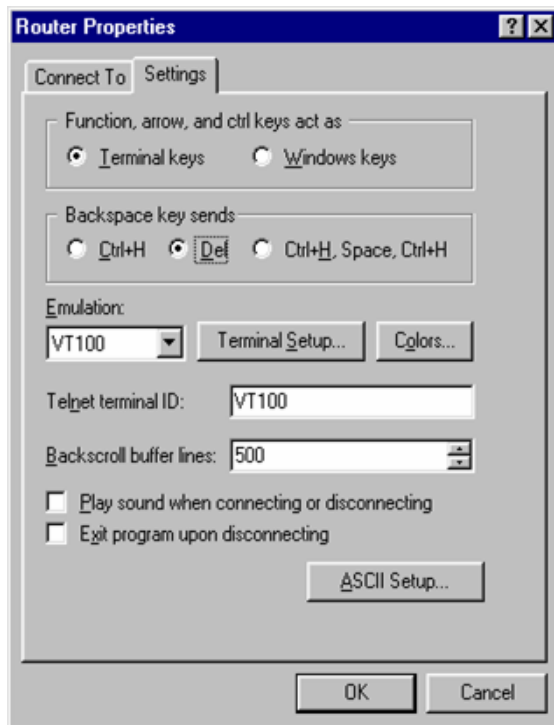 Router Properties
Connect To Settings
Function, arrow, and ctrl keys act as
Terminal keys Windows keys
Backspace key sends
Ctrl+H Del Ctrl+H, Space, Ctrl+H
Emulation:
VT100 Terminal Setup... Colors...
Telnet terminal ID: VT100
Backscroll buffer lines: 500
Play sound when connecting or disconnecting
Exit program upon disconnecting
ASCII Setup...
OK Cancel